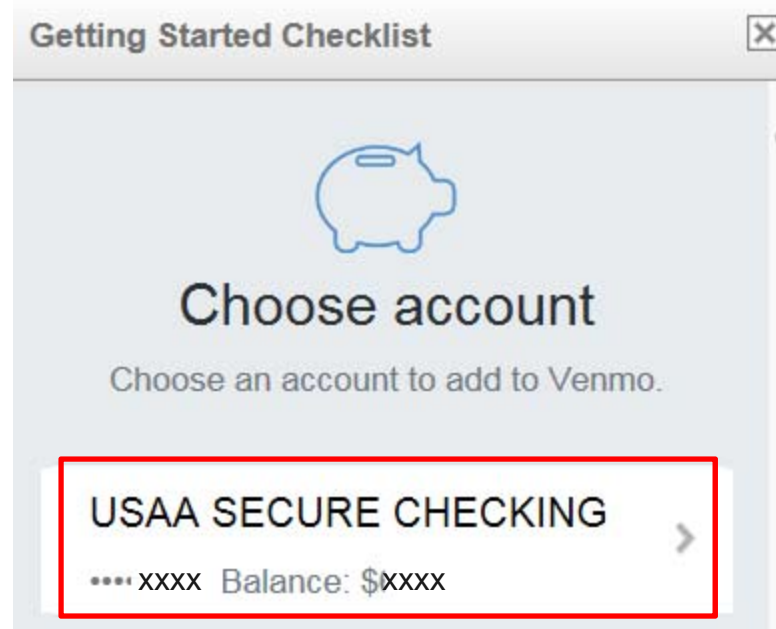 Getting Started Checklist
Choose account
Choose an account to add to Venmo.
USAA SECURE CHECKING
•••• xxxx Balance: $xxxx